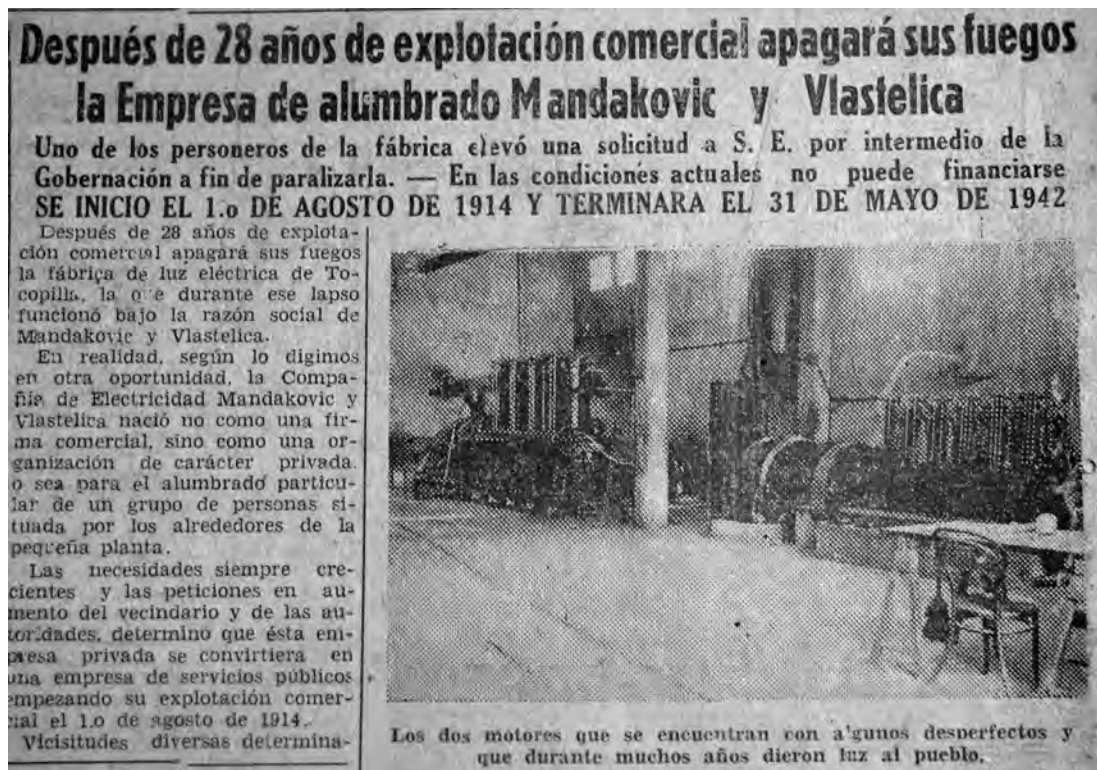 Después de 28 años de explotación comercial apagará sus fuegos
la Empresa de alumbrado Mandakovic y Vlastelica
Uno de los personeros de la fábrica elevó una solicitud a S. E. por intermedio de la
Gobernación a fin de paralizarla. — En las condiciones actuales no puede financiarse
SE INICIO EL 1.o DE AGOSTO DE 1914 Y TERMINARA EL 31 DE MAYO DE 1942
Después de 28 años de explota-
ción comercial apagará sus fuegos
la fábrica de luz eléctrica de To-
copilla, la que durante ese lapso
funcionó bajo la razón social de
Mandakovic y Vlastelica.
En realidad, según lo digimos
en otra oportunidad, la Compa-
ñía de Electricidad Mandakovic y
Vlastelica nació no como una fir-
ma comercial, sino como una or-
ganización de carácter privada.
o sea para el alumbrado particu-
lar de un grupo de personas si-
tuada por los alrededores de la
pequeña planta.
Las necesidades siempre cre-
cientes y las peticiones en au-
mento del vecindario y de las au-
toridades, determino que ésta em-
presa privada se convirtiera en
una empresa de servicios públicos
empezando su explotación comer-
cial el 1.o de agosto de 1914.
Vicisitudes diversas determina-
Los dos motores que se encuentran con algunos desperfectos y
que durante muchos años dieron luz al pueblo.